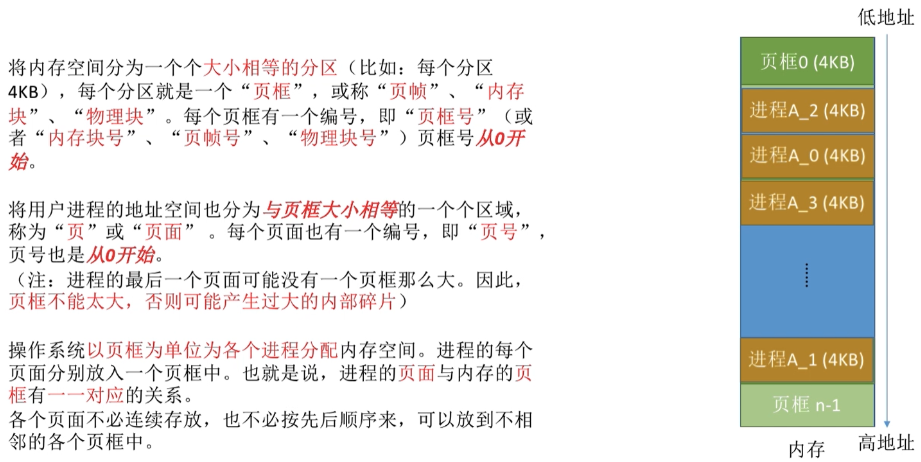 将内存空间分为一个个大小相等的分区（比如：每个分区
4KB），每个分区就是一个“页框”，或称“页帧”、“内存
块”、“物理块”。每个页框有一个编号，即“页框号”（或
者“内存块号”、“页帧号”、“物理块号”）页框号从0开
始。
将用户进程的地址空间也分为与页框大小相等的一个个区域，
称为“页”或“页面” 。每个页面也有一个编号，即“页号”，
页号也是从0开始。
（注：进程的最后一个页面可能没有一个页框那么大。因此，
页框不能太大，否则可能产生过大的内部碎片）
操作系统以页框为单位为各个进程分配内存空间。进程的每个
页面分别放入一个页框中。也就是说，进程的页面与内存的页
框有一一对应的关系。
各个页面不必连续存放，也不必按先后顺序来，可以放到不相
邻的各个页框中。
低地址
页框0 (4KB)
进程A_2 (4KB)
进程A_0 (4KB)
进程A_3 (4KB)
……
进程A_1 (4KB)
页框 n-1
内存
高地址